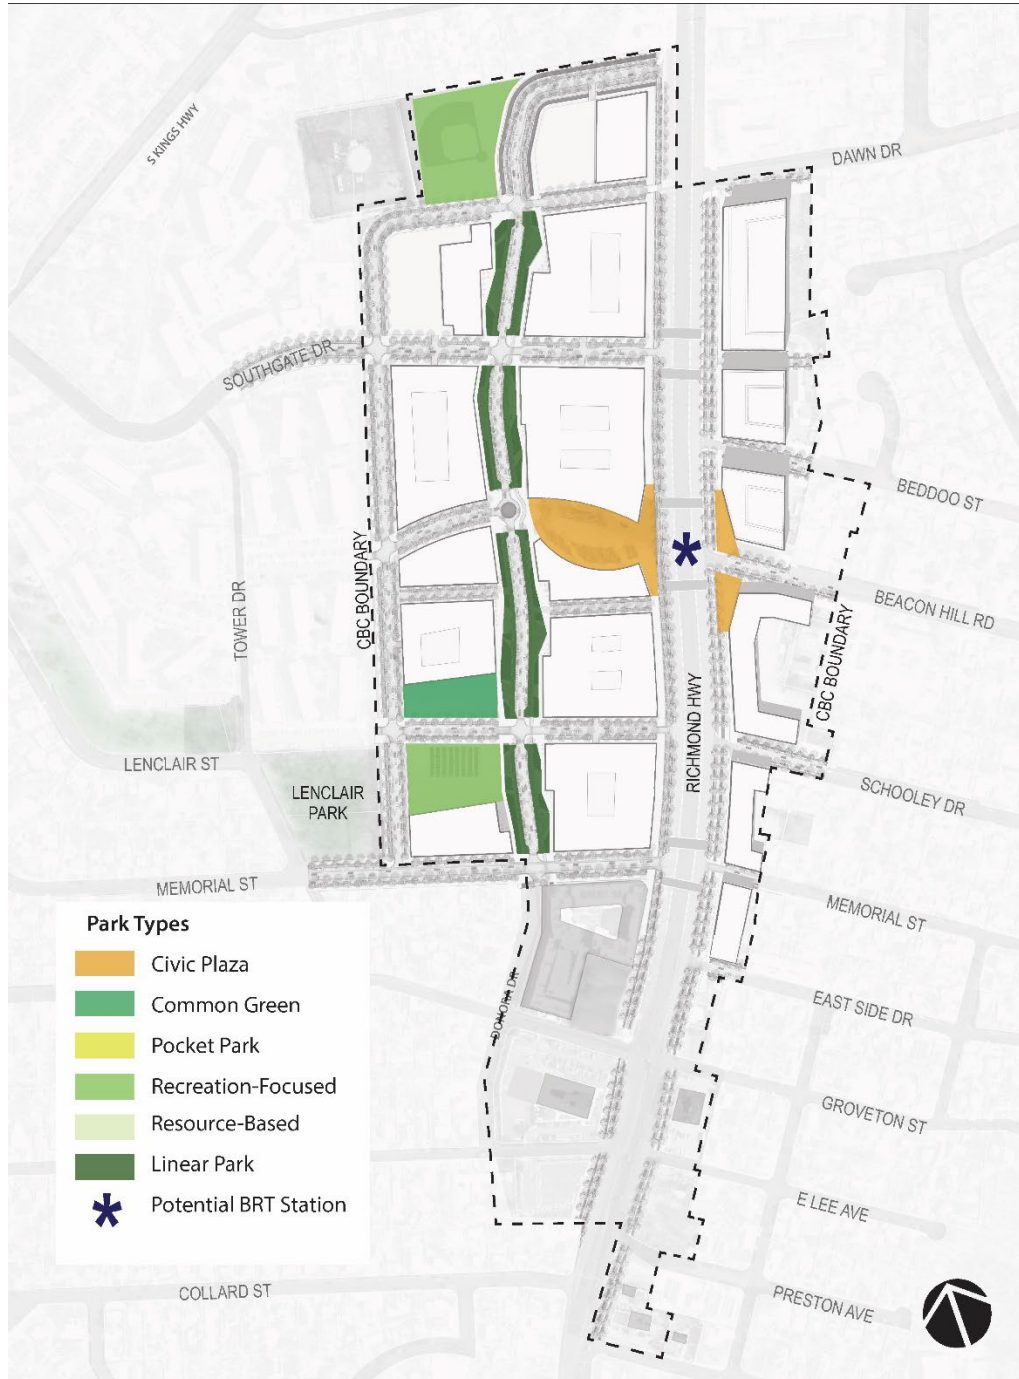 S KINGS HWY
DAWN DR
SOUTHGATE DR
BEDDOO ST
CBC BOUNDARY
TOWER DR
BEACON HILL RD
CBC BOUNDARY
RICHMOND HWY
LENCLAIR ST
LENCLAIR
PARK
SCHOOLEY DR
MEMORIAL ST
MEMORIAL ST
DONORA DR
EAST SIDE DR
GROVETON ST
E LEE AVE
COLLARD ST
PRESTON AVE
Park Types
Civic Plaza
Common Green
Pocket Park
Recreation-Focused
Resource-Based
Linear Park
Potential BRT Station